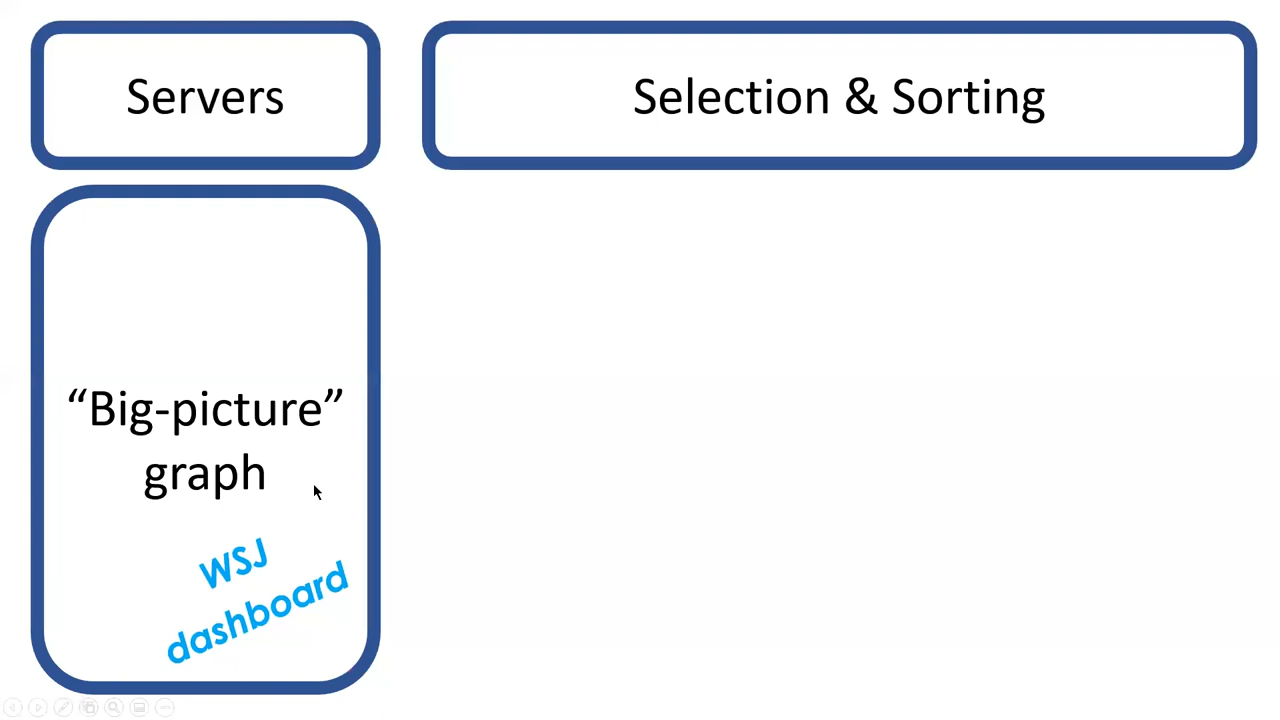 Servers
Selection & Sorting
“Big-picture”
graph
WSJ
dashboard